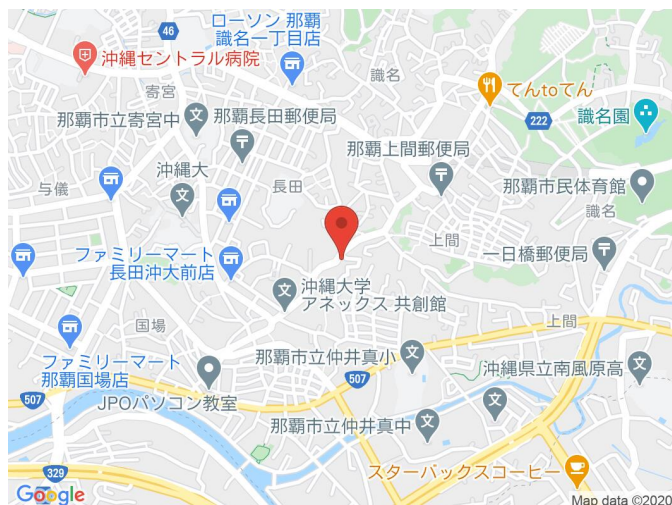 ローソン 那覇
識名一丁目店
46
沖縄セントラル病院
識名
てんtoてん
寄宮
那覇市立寄宮中
那覇長田郵便局
222
識名園
那覇上間郵便局
沖縄大
長田
与儀
那覇市民体育館
識名
上間
ファミリーマート
長田沖大前店
一日橋郵便局
沖縄大学
アネックス 共創館
国場
上間
ファミリーマート
那覇国場店
那覇市立仲井真小
507
沖縄県立南風原高
JPOパソコン教室
507
那覇市立仲井真中
329
スターバックスコーヒー
Google
Map data ©2020